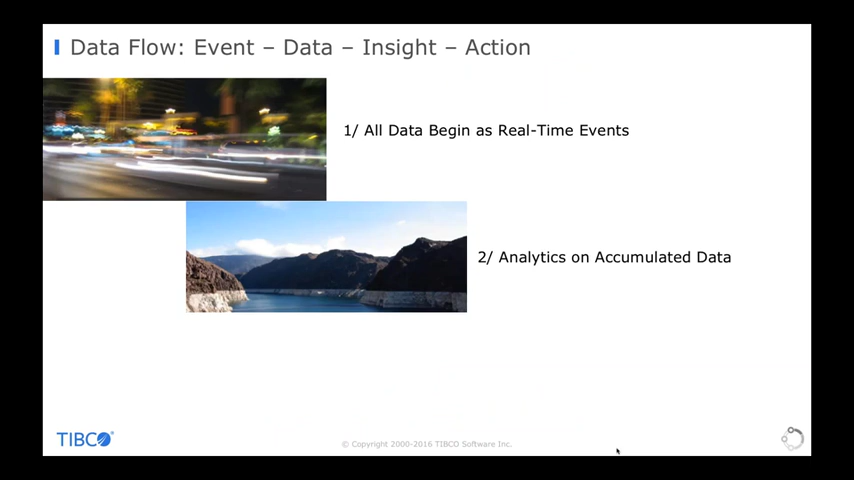 Data Flow: Event – Data – Insight – Action
1/ All Data Begin as Real-Time Events
2/ Analytics on Accumulated Data
TIBCO®
© Copyright 2000-2016 TIBCO Software Inc.